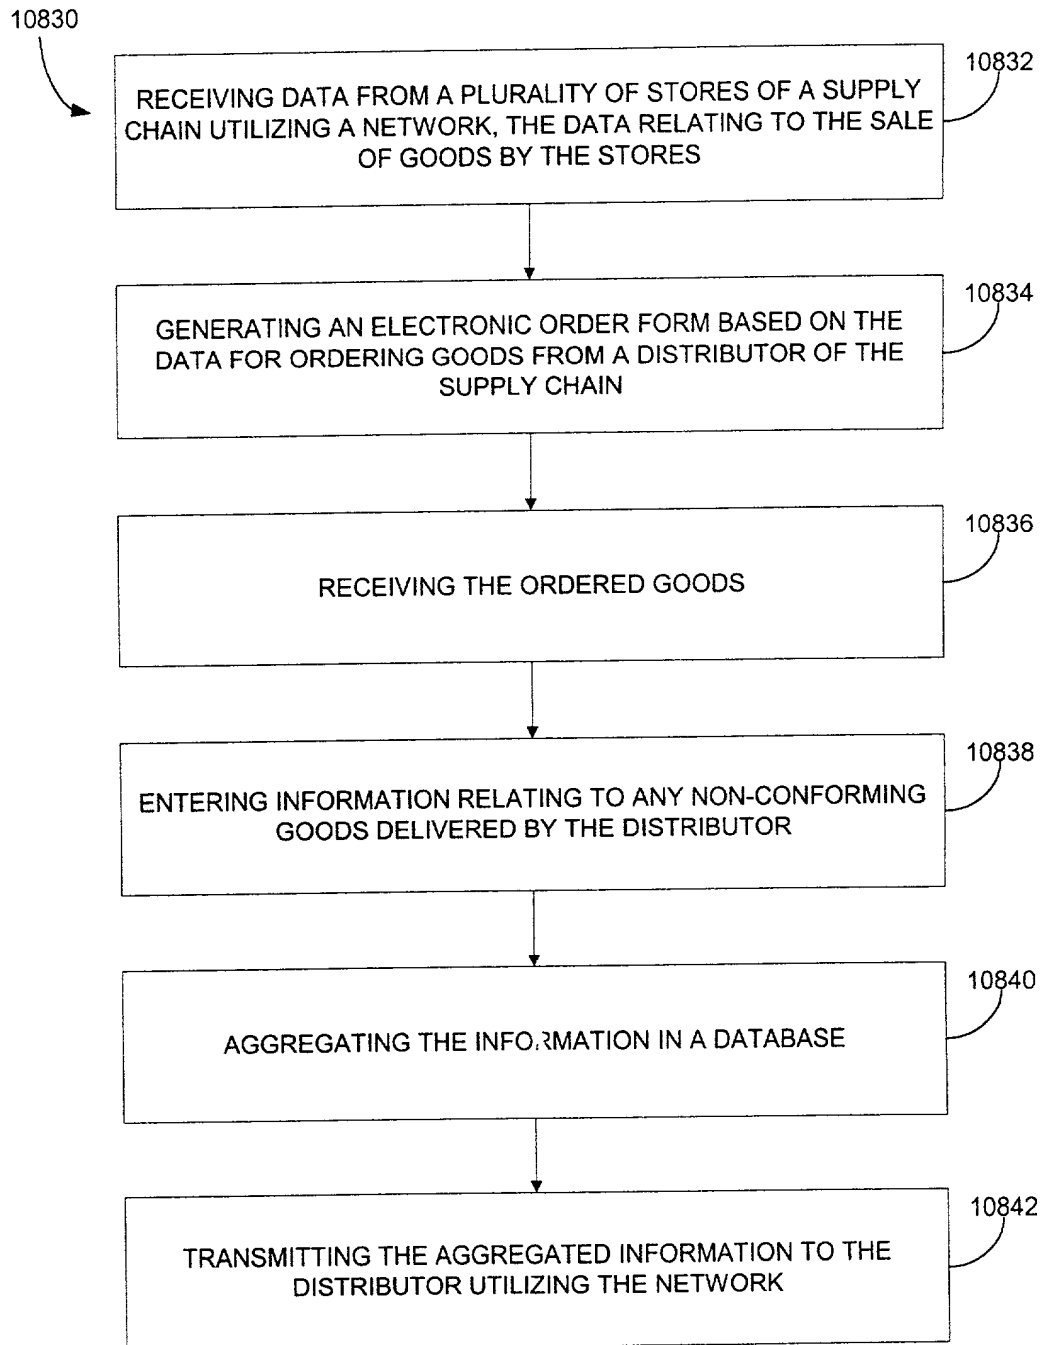 10830
10832
RECEIVING DATA FROM A PLURALITY OF STORES OF A SUPPLY
CHAIN UTILIZING A NETWORK, THE DATA RELATING TO THE SALE
OF GOODS BY THE STORES
10834
GENERATING AN ELECTRONIC ORDER FORM BASED ON THE
DATA FOR ORDERING GOODS FROM A DISTRIBUTOR OF THE
SUPPLY CHAIN
10836
RECEIVING THE ORDERED GOODS
10838
ENTERING INFORMATION RELATING TO ANY NON-CONFORMING
GOODS DELIVERED BY THE DISTRIBUTOR
10840
AGGREGATING THE INFORMATION IN A DATABASE
10842
TRANSMITTING THE AGGREGATED INFORMATION TO THE
DISTRIBUTOR UTILIZING THE NETWORK